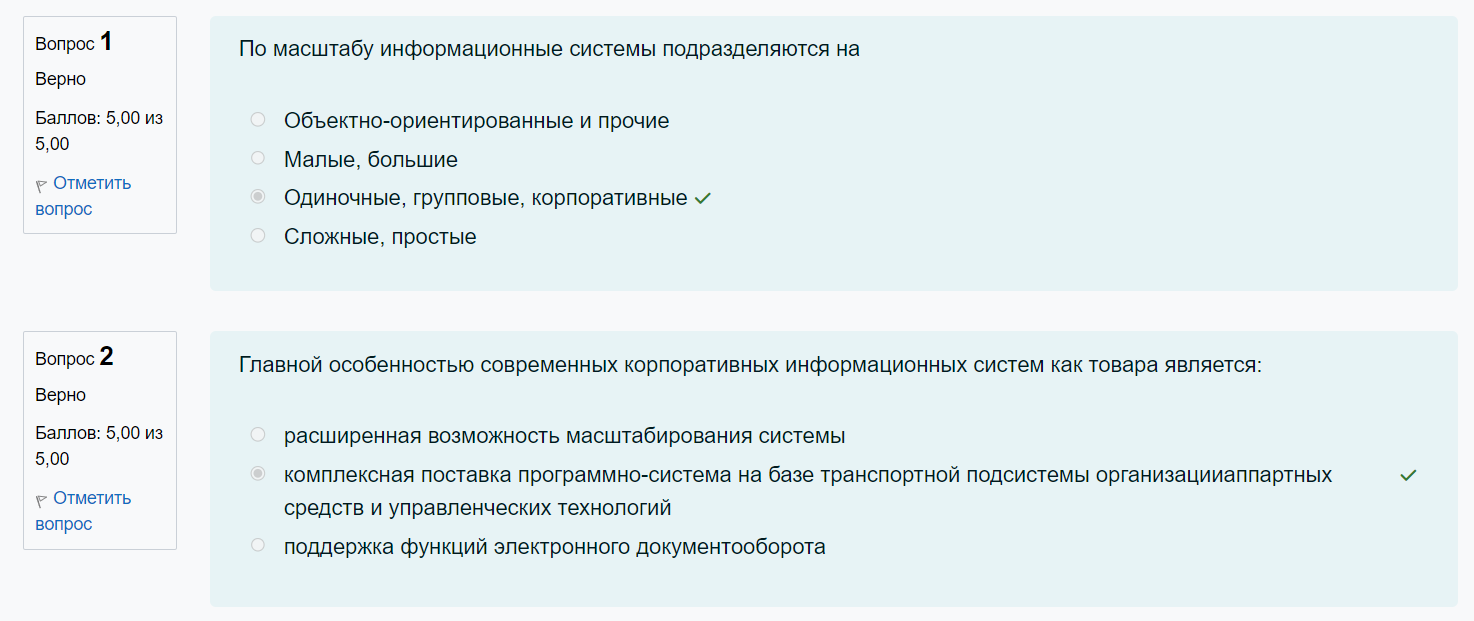 Вопрос 1
Верно
Баллов: 5,00 из
5,00
Отметить
вопрос
По масштабу информационные системы подразделяются на
Объектно-ориентированные и прочие
Малые, большие
Одиночные, групповые, корпоративные
Сложные, простые
Вопрос 2
Верно
Баллов: 5,00 из
5,00
Отметить
вопрос
Главной особенностью современных корпоративных информационных систем как товара является:
расширенная возможность масштабирования системы
комплексная поставка программно-система на базе транспортной подсистемы организацииаппартных
средств и управленческих технологий
поддержка функций электронного документооборота